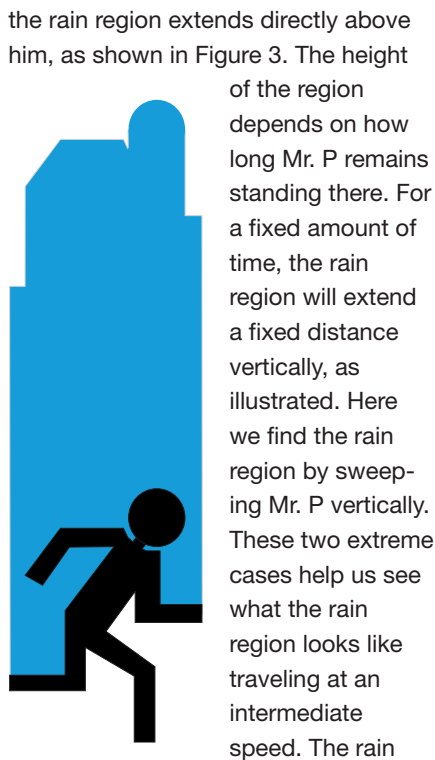 the rain region extends directly above
him, as shown in Figure 3. The height
of the region
depends on how
long Mr. P remains
standing there. For
a fixed amount of
time, the rain
region will extend
a fixed distance
vertically, as
illustrated. Here
we find the rain
region by sweep-
ing Mr. P vertically.
These two extreme
cases help us see
what the rain
region looks like
traveling at an
intermediate
speed. The rain